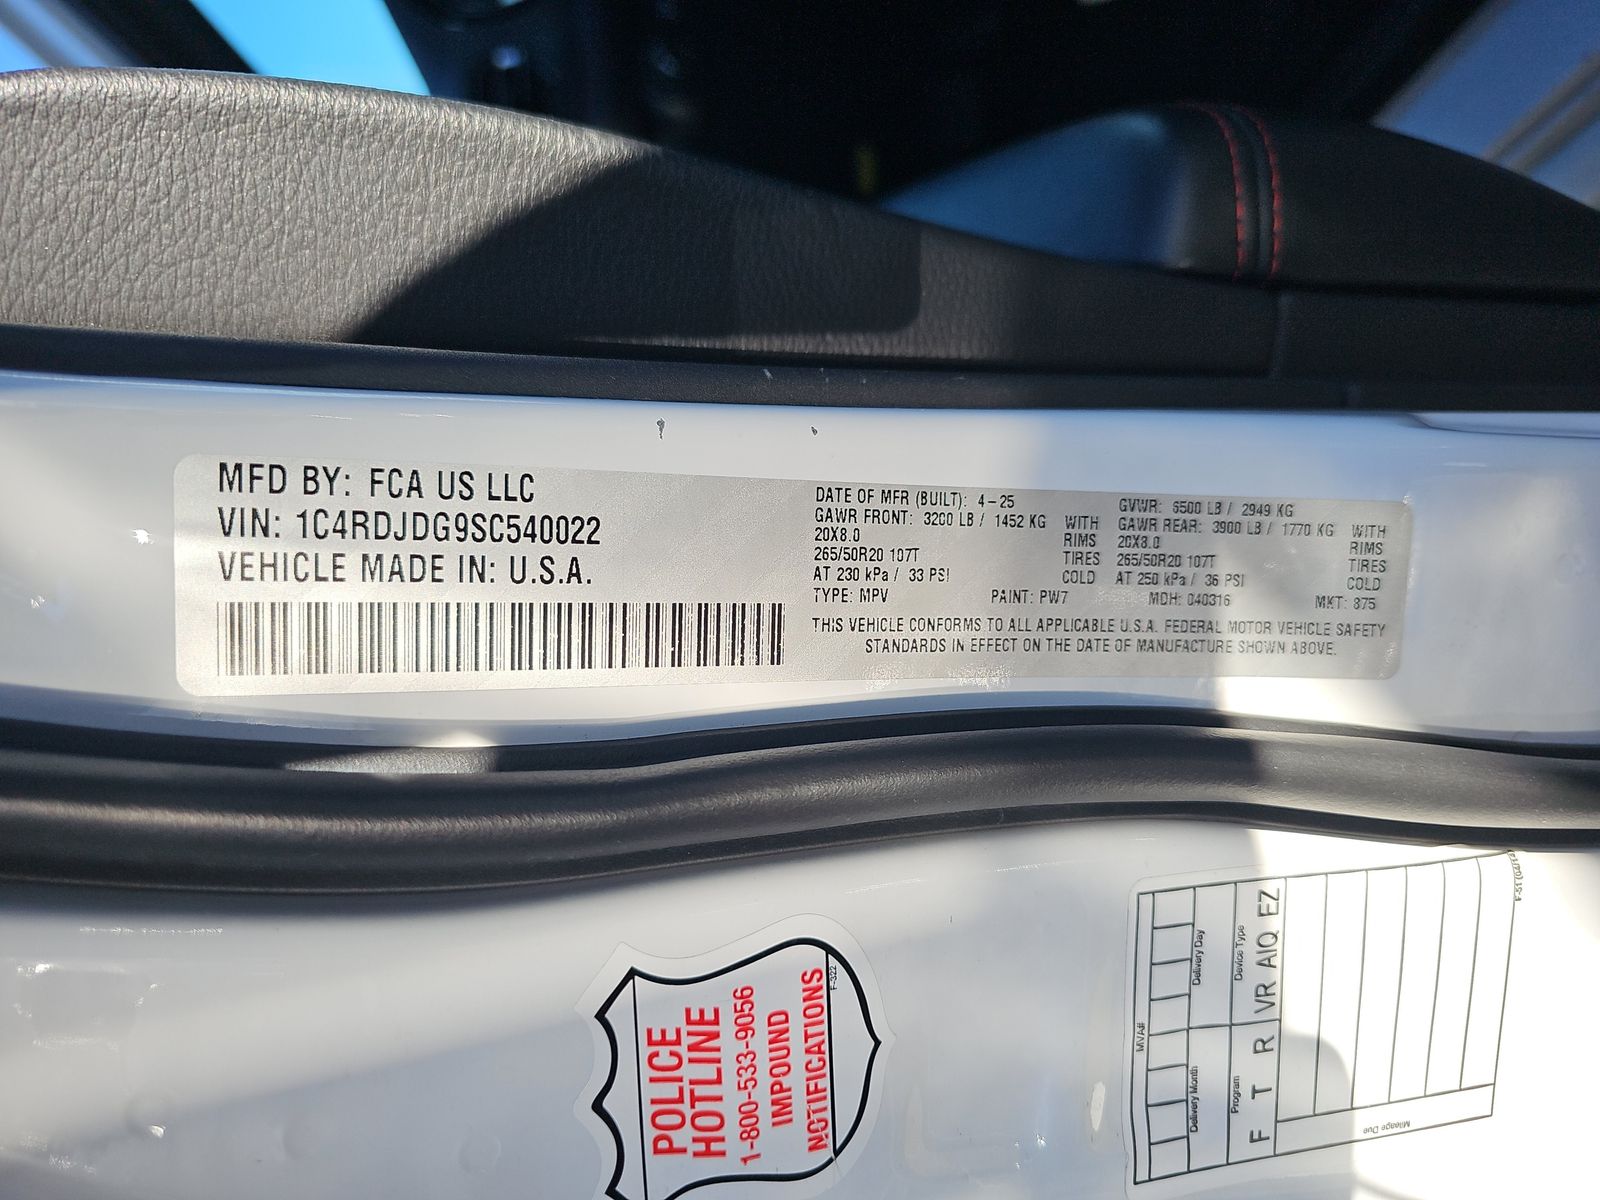 MFD BY: FCA US LLC
VIN: 1C4RDJDG9SC540022
VEHICLE MADE IN: U.S.A.
DATE OF MFR (BUILT): 4-25 GVWR: 6500 LB / 2949 KG
GAWR FRONT: 3200 LB / 1452 KG WITH GAWR REAR: 3900 LB / 1770 KG WITH
20X8.0 RIMS 20X8.0 RIMS
265/50R20 107T TIRES 265/50R20 107T TIRES
AT 230 kPa / 33 PSI COLD AT 250 kPa / 36 PSI COLD
TYPE: MPV PAINT: PW7 MDH: 040316 MKT: 875
THIS VEHICLE CONFORMS TO ALL APPLICABLE U.S.A. FEDERAL MOTOR VEHICLE SAFETY
STANDARDS IN EFFECT ON THE DATE OF MANUFACTURE SHOWN ABOVE.
POLICE
HOTLINE
1-800-533-9056
IMPOUND
NOTIFICATIONS
F-322
MVA#
Delivery Month Delivery Day
Program Device Type
F T R VR AIQ EZ
Mileage Due